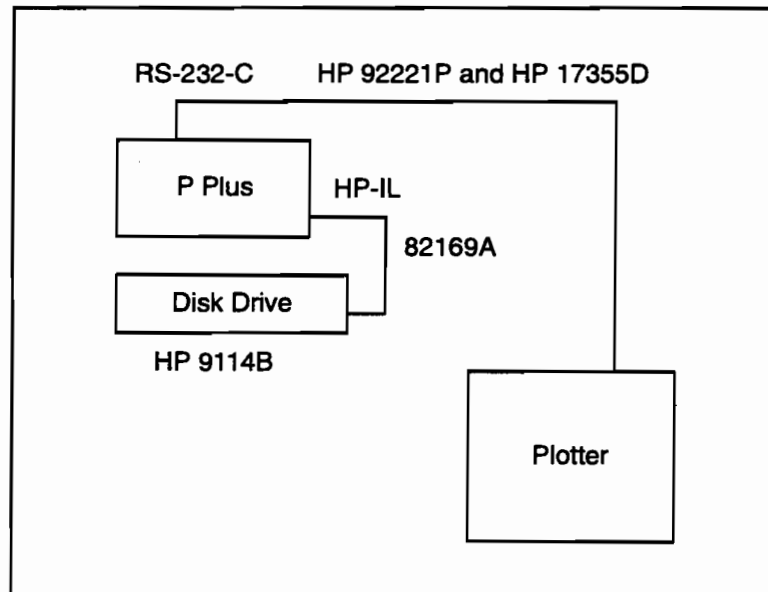 RS-232-C HP 92221P and HP 17355D
P Plus
HP-IL
82169A
Disk Drive
HP 9114B
Plotter